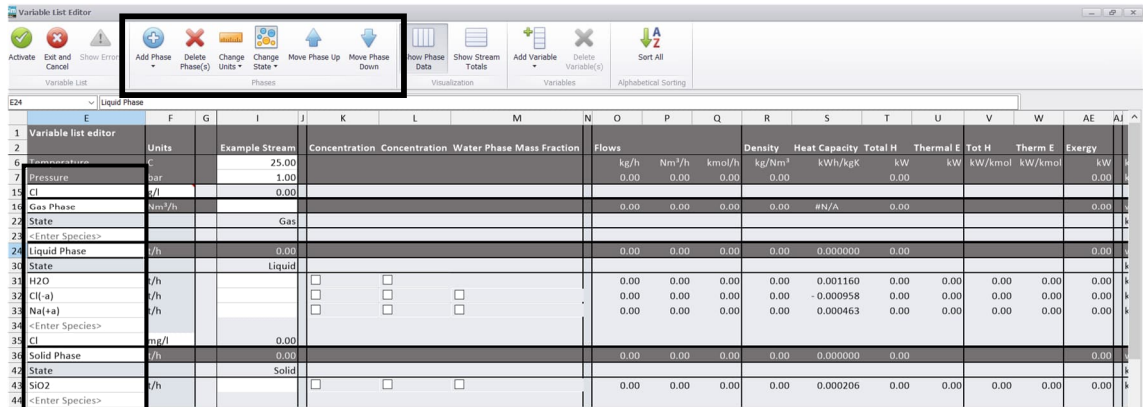 Variable List Editor
Activate Exit and Cancel Show Error Add Phase Delete Phase(s) Change Units Change State Move Phase Up Move Phase Down how Phase Data Show Stream Totals Add Variable Delete Variable(s) Sort All
Variable List Phases Visualization Variables Alphabetical Sorting
E24 Liquid Phase
E F G I J K L M N O P Q R S T U V W AE AJ
1 Variable list editor
2 Units Example Stream Concentration Concentration Water Phase Mass Fraction Flows Density Heat Capacity Total H Thermal E Tot H Therm E Exergy
6 Temperature C 25.00 kg/h Nm³/h kmol/h kg/Nm³ kWh/kgK kW kW kW/kmol kW/kmol kW
7 Pressure bar 1.00 0.00 0.00 0.00 0.00 0.00 0.00
15 Cl g/l 0.00
16 Gas Phase Nm³/h 0.00 0.00 0.00 0.00 #N/A 0.00 0.00
22 State Gas
23 <Enter Species>
24 Liquid Phase t/h 0.00 0.00 0.00 0.00 0.00 0.000000 0.00 0.00
30 State Liquid
31 H2O t/h 0.00 0.00 0.00 0.00 0.001160 0.00 0.00 0.00 0.00 0.00
32 Cl(-a) t/h 0.00 0.00 0.00 0.00 - 0.000958 0.00 0.00 0.00 0.00 0.00
33 Na(+a) t/h 0.00 0.00 0.00 0.00 0.000463 0.00 0.00 0.00 0.00 0.00
34 <Enter Species>
35 Cl mg/l 0.00
36 Solid Phase t/h 0.00 0.00 0.00 0.00 0.00 0.000000 0.00 0.00
42 State Solid
43 SiO2 t/h 0.00 0.00 0.00 0.00 0.000206 0.00 0.00 0.00 0.00 0.00
44 <Enter Species>